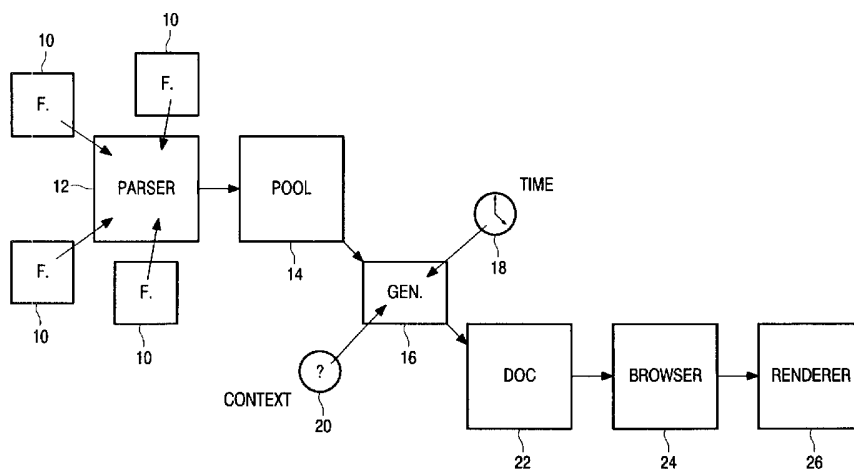 10
F.
10
F.
12
PARSER
POOL
14
TIME
18
F.
10
F.
10
GEN.
16
?
CONTEXT
20
DOC
22
BROWSER
24
RENDERER
26